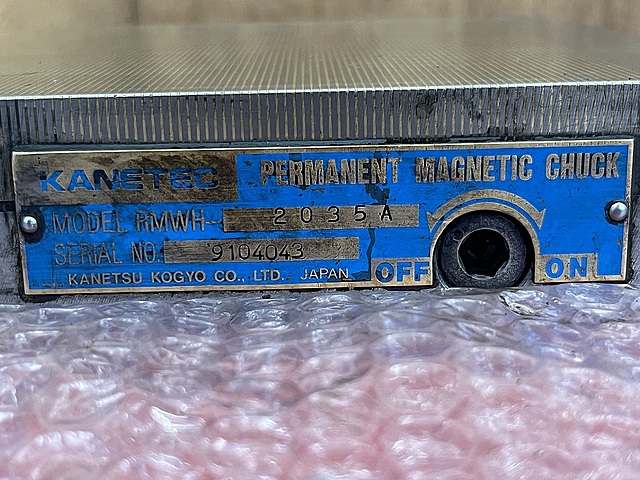 KANETEC PERMANENT MAGNETIC CHUCK
MODEL RMWH- 2035A
SERIAL NO. 9104043
KANETSU KOGYO CO., LTD. JAPAN
OFF ON